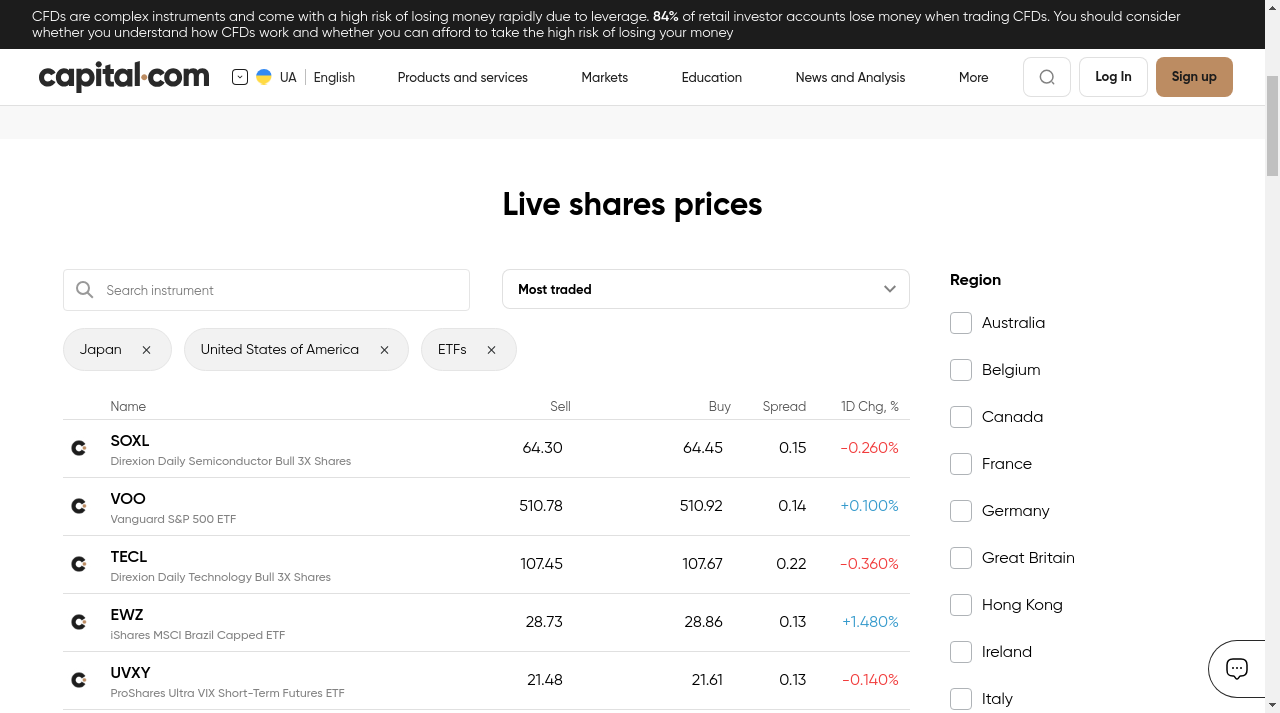 CFDs are complex instruments and come with a high risk of losing money rapidly due to leverage. 84% of retail investor accounts lose money when trading CFDs. You should consider
whether you understand how CFDs work and whether you can afford to take the high risk of losing your money
capital.com
UA
English
Products and services
Markets
Education
News and Analysis
More
Log In
Sign up
Live shares prices
Search instrument
Most traded
Japan
United States of America
ETFs
Name Sell Buy Spread 1D Chg, %
SOXL
Direxion Daily Semiconductor Bull 3X Shares
64.30 64.45 0.15 -0.260%
VOO
Vanguard S&P 500 ETF
510.78 510.92 0.14 +0.100%
TECL
Direxion Daily Technology Bull 3X Shares
107.45 107.67 0.22 -0.360%
EWZ
iShares MSCI Brazil Capped ETF
28.73 28.86 0.13 +1.480%
UVXY
ProShares Ultra VIX Short-Term Futures ETF
21.48 21.61 0.13 -0.140%
Region
Australia
Belgium
Canada
France
Germany
Great Britain
Hong Kong
Ireland
Italy